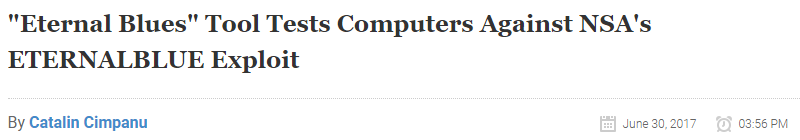 "Eternal Blues" Tool Tests Computers Against NSA's
ETERNALBLUE Exploit
By Catalin Cimpanu June 30, 2017 03:56 PM